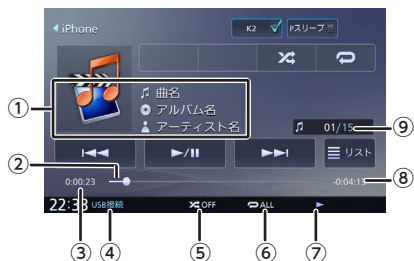 iPhone K2 Pスリープ
曲名
アルバム名
アーティスト名
① ⑨
01/15
リスト
②
0:00:23 -0:04:13
⑧
22:38 USB接続 OFF ALL
③ ④ ⑤ ⑥ ⑦